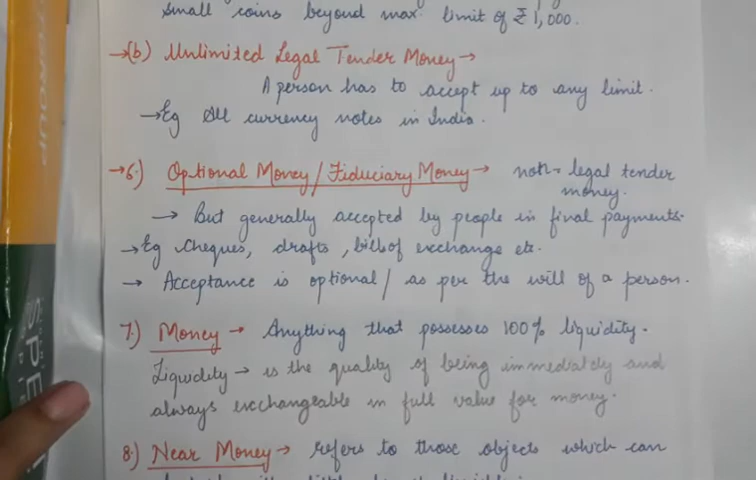 small coins beyond max. limit of ₹ 1,000.
→(b) Unlimited Legal Tender Money →
A person has to accept up to any limit.
→ Eg All currency notes in India.
→6.) Optional Money/Fiduciary Money → non-legal tender
money.
→ But generally accepted by people in final payments.
→ Eg Cheques, drafts, bills of exchange etc.
→ Acceptance is optional/as per the will of a person.
7.) Money → Anything that possesses 100% liquidity.
Liquidity → is the quality of being immediately and
always exchangeable in full value for money.
8.) Near Money → refers to those objects which can